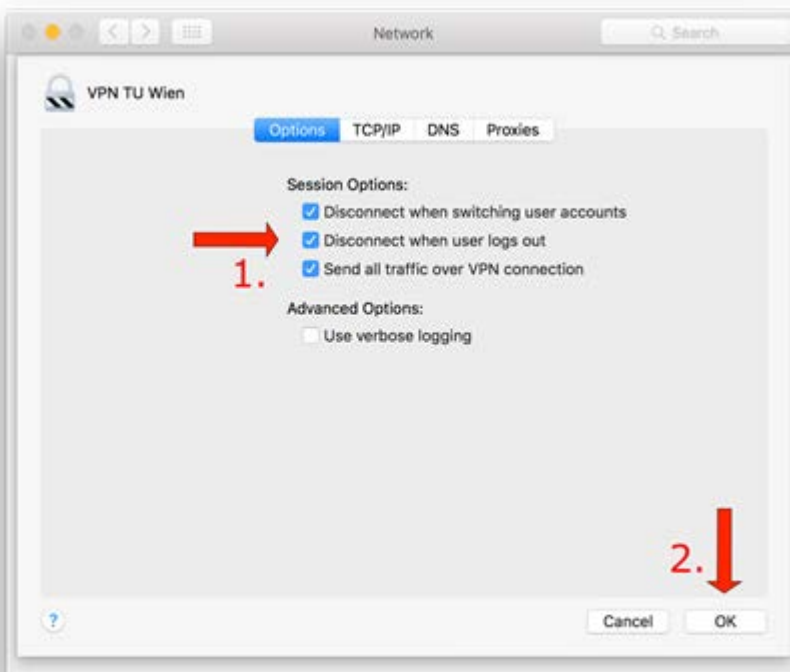 Network
Search
VPN TU Wien
Options TCP/IP DNS Proxies
Session Options:
Disconnect when switching user accounts
Disconnect when user logs out
Send all traffic over VPN connection
1.
Advanced Options:
Use verbose logging
2.
?
Cancel OK